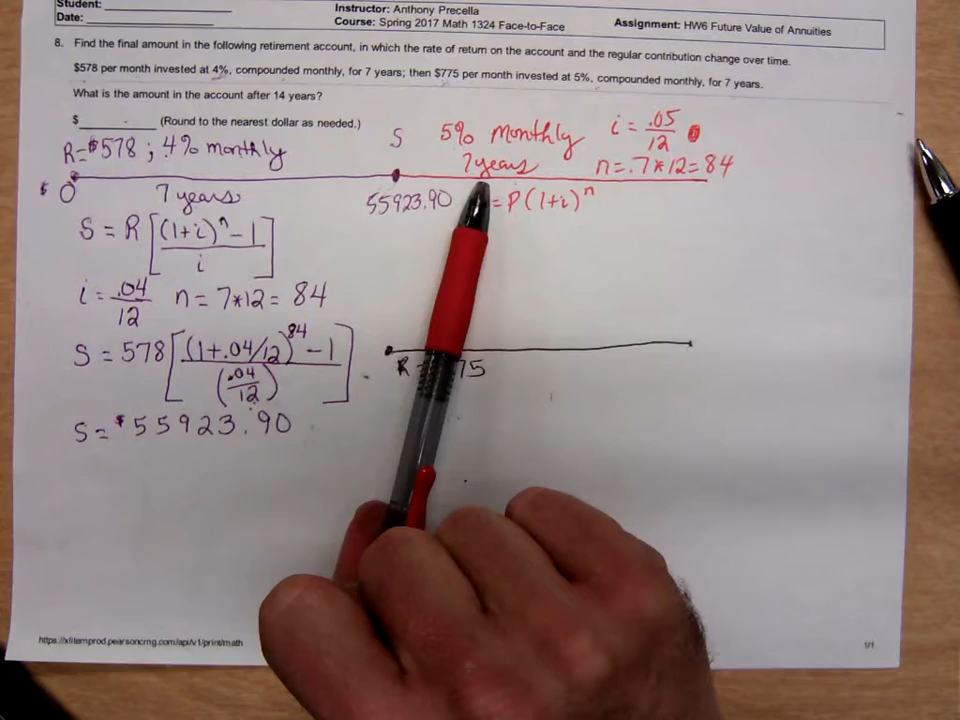 Student:
Date:
Instructor: Anthony Precella
Course: Spring 2017 Math 1324 Face-to-Face
Assignment: HW6 Future Value of Annuities
8. Find the final amount in the following retirement account, in which the rate of return on the account and the regular contribution change over time.
$578 per month invested at 4%, compounded monthly, for 7 years; then $775 per month invested at 5%, compounded monthly, for 7 years.
What is the amount in the account after 14 years?
$ (Round to the nearest dollar as needed.)
R=$578 ; 4% monthly
S 5% monthly i = .05/12
7 years n = 7*12 = 84
$ 0 7 years 55923.90 = P(1+i)^n
S = R [ (1+i)^n - 1 / i ]
i = .04/12 n = 7*12 = 84
S = 578 [ (1+.04/12)^84 - 1 / (.04/12) ]
R 75
S = $55923.90
https://xlitemprod.pearsoncmg.com/api/v1/print/math
1/1